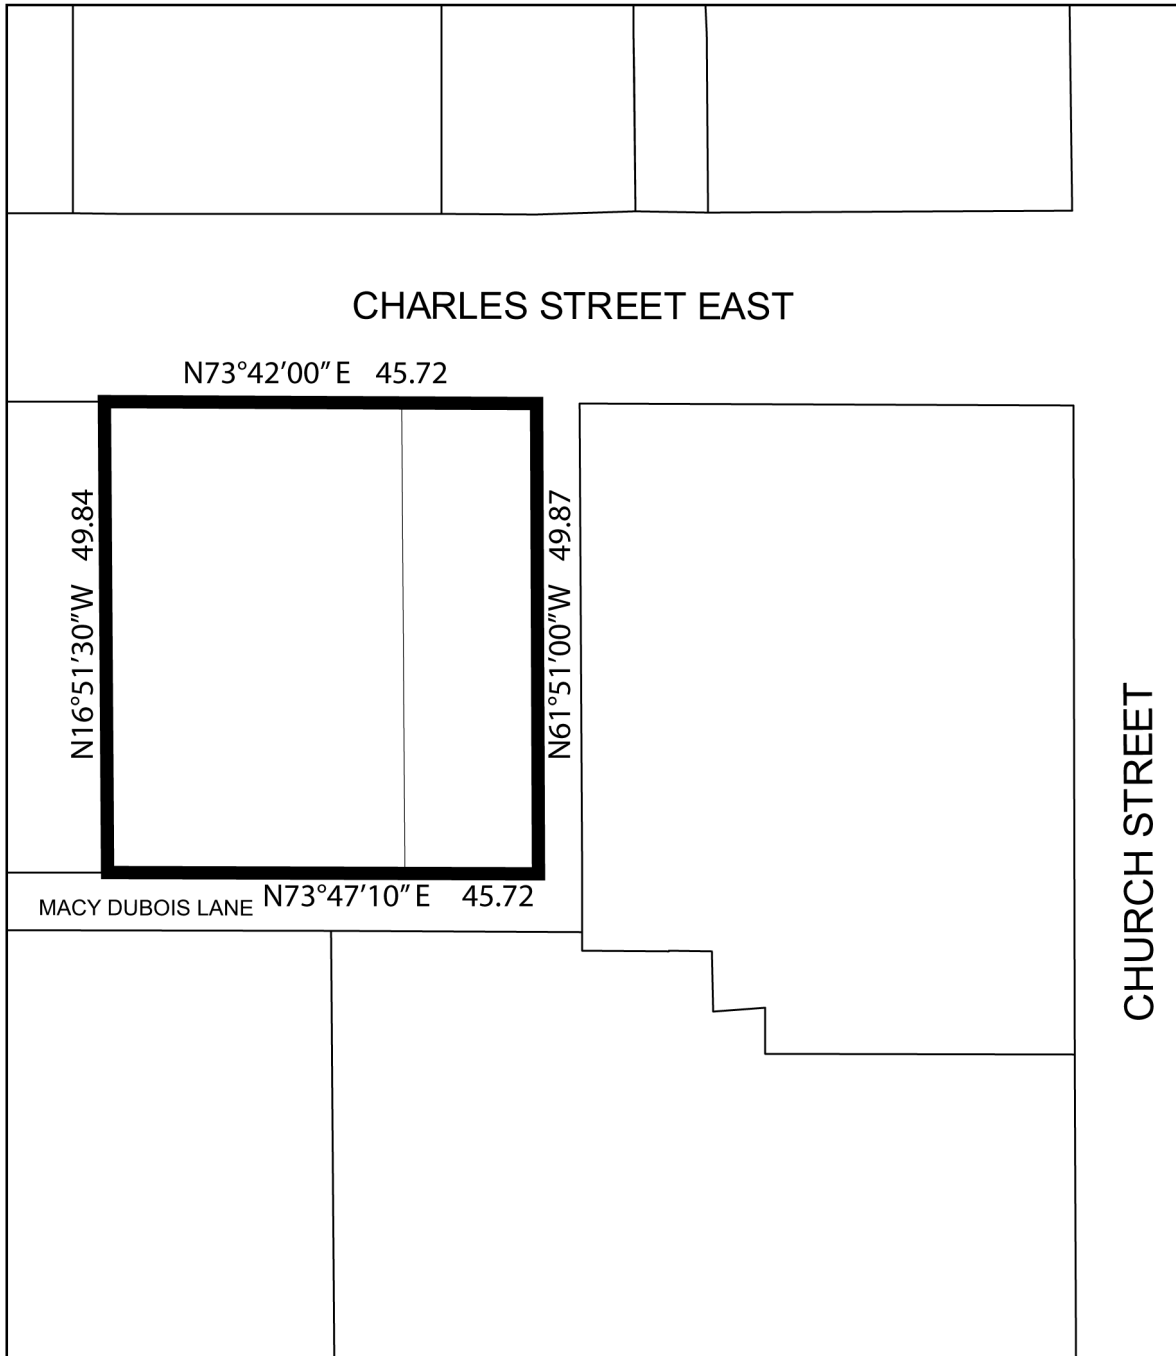 CHARLES STREET EAST
N73°42’00” E 45.72
N16°51’30”W 49.84
N61°51’00”W 49.87
N73°47’10” E 45.72
MACY DUBOIS LANE
CHURCH STREET